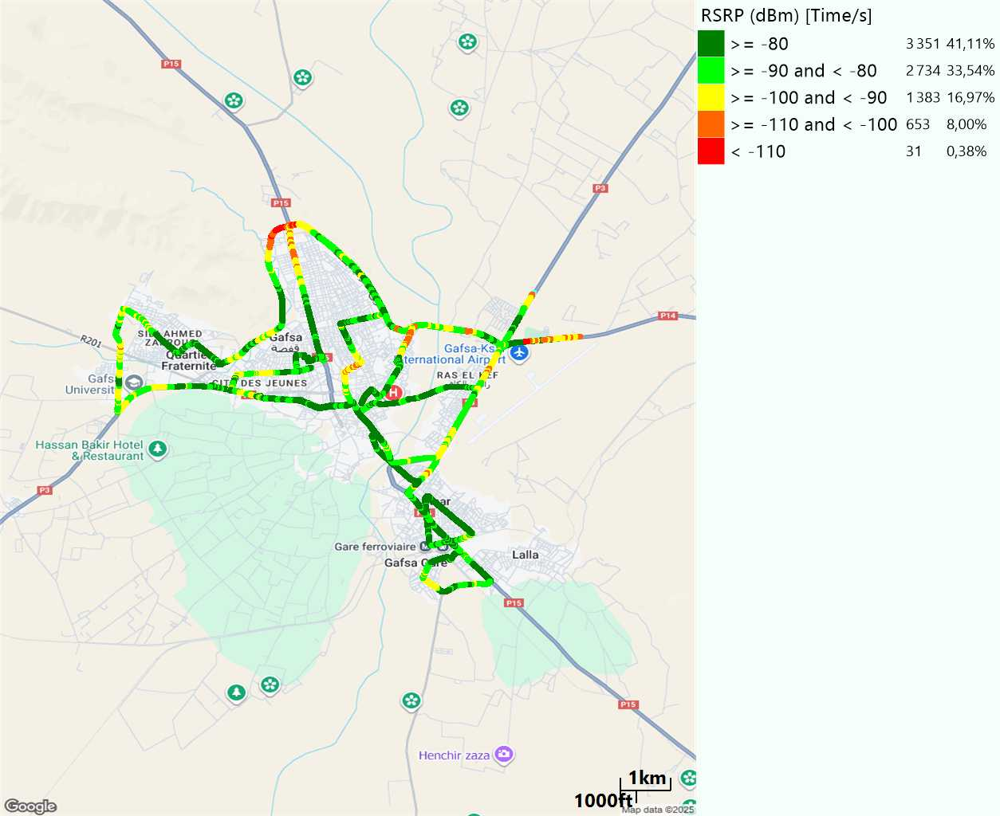 RSRP (dBm) [Time/s]
>= -80 3 351 41,11%
>= -90 and < -80 2 734 33,54%
>= -100 and < -90 1 383 16,97%
>= -110 and < -100 653 8,00%
< -110 31 0,38%
P15
P3
P15
P14
R201
SIDI AHMED
Gafsa
قفصة
Quartier
Fraternite
Gafsa-Ks
International Airport
RAS EL KEF
CITE DES JEUNES
University
H
Hassan Bakir Hotel
& Restaurant
P3
Gare ferroviaire
Gafsa Gare
Lalla
P15
P15
Henchir zaza
1km
1000ft
Google
Map data ©2025